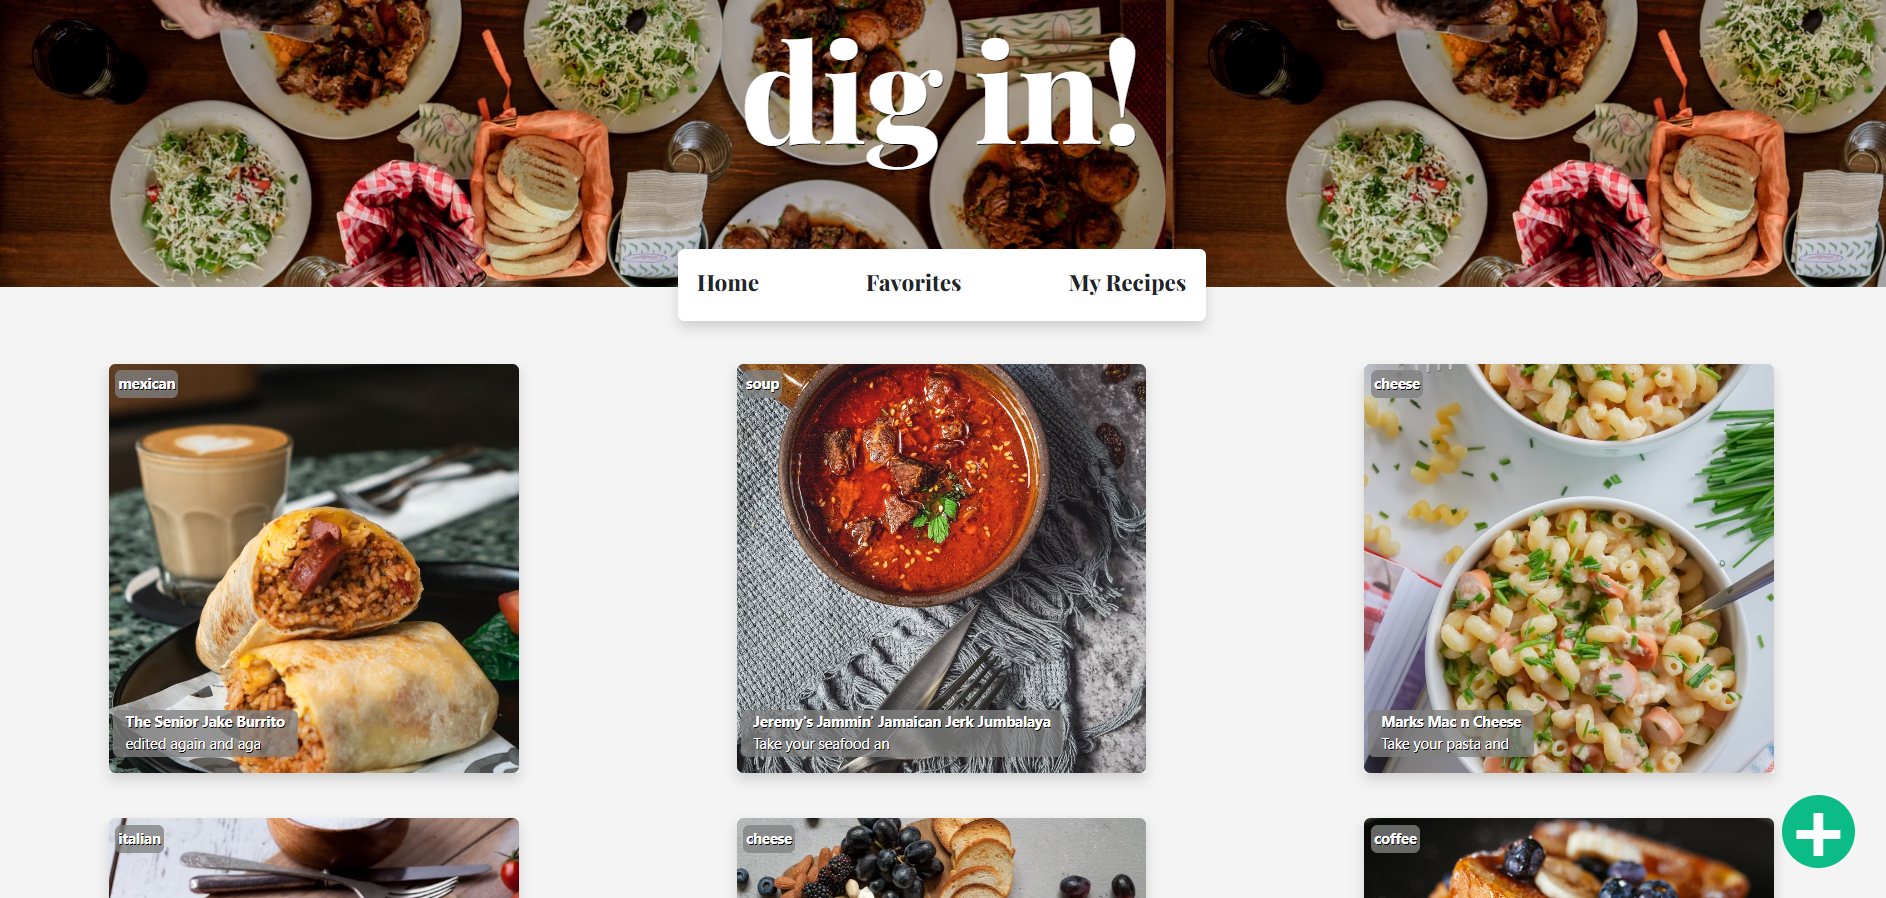 dig in!
Home
Favorites
My Recipes
mexican
The Senior Jake Burrito
edited again and aga
soup
Jeremy's Jammin' Jamaican Jerk Jumbalaya
Take your seafood an
cheese
Marks Mac n Cheese
Take your pasta and
italian
cheese
coffee